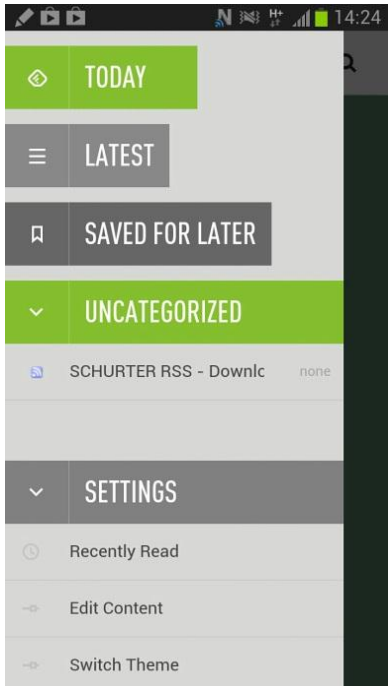 H+ 14:24
TODAY
LATEST
SAVED FOR LATER
UNCATEGORIZED
SCHURTER RSS - Downlc none
SETTINGS
Recently Read
Edit Content
Switch Theme